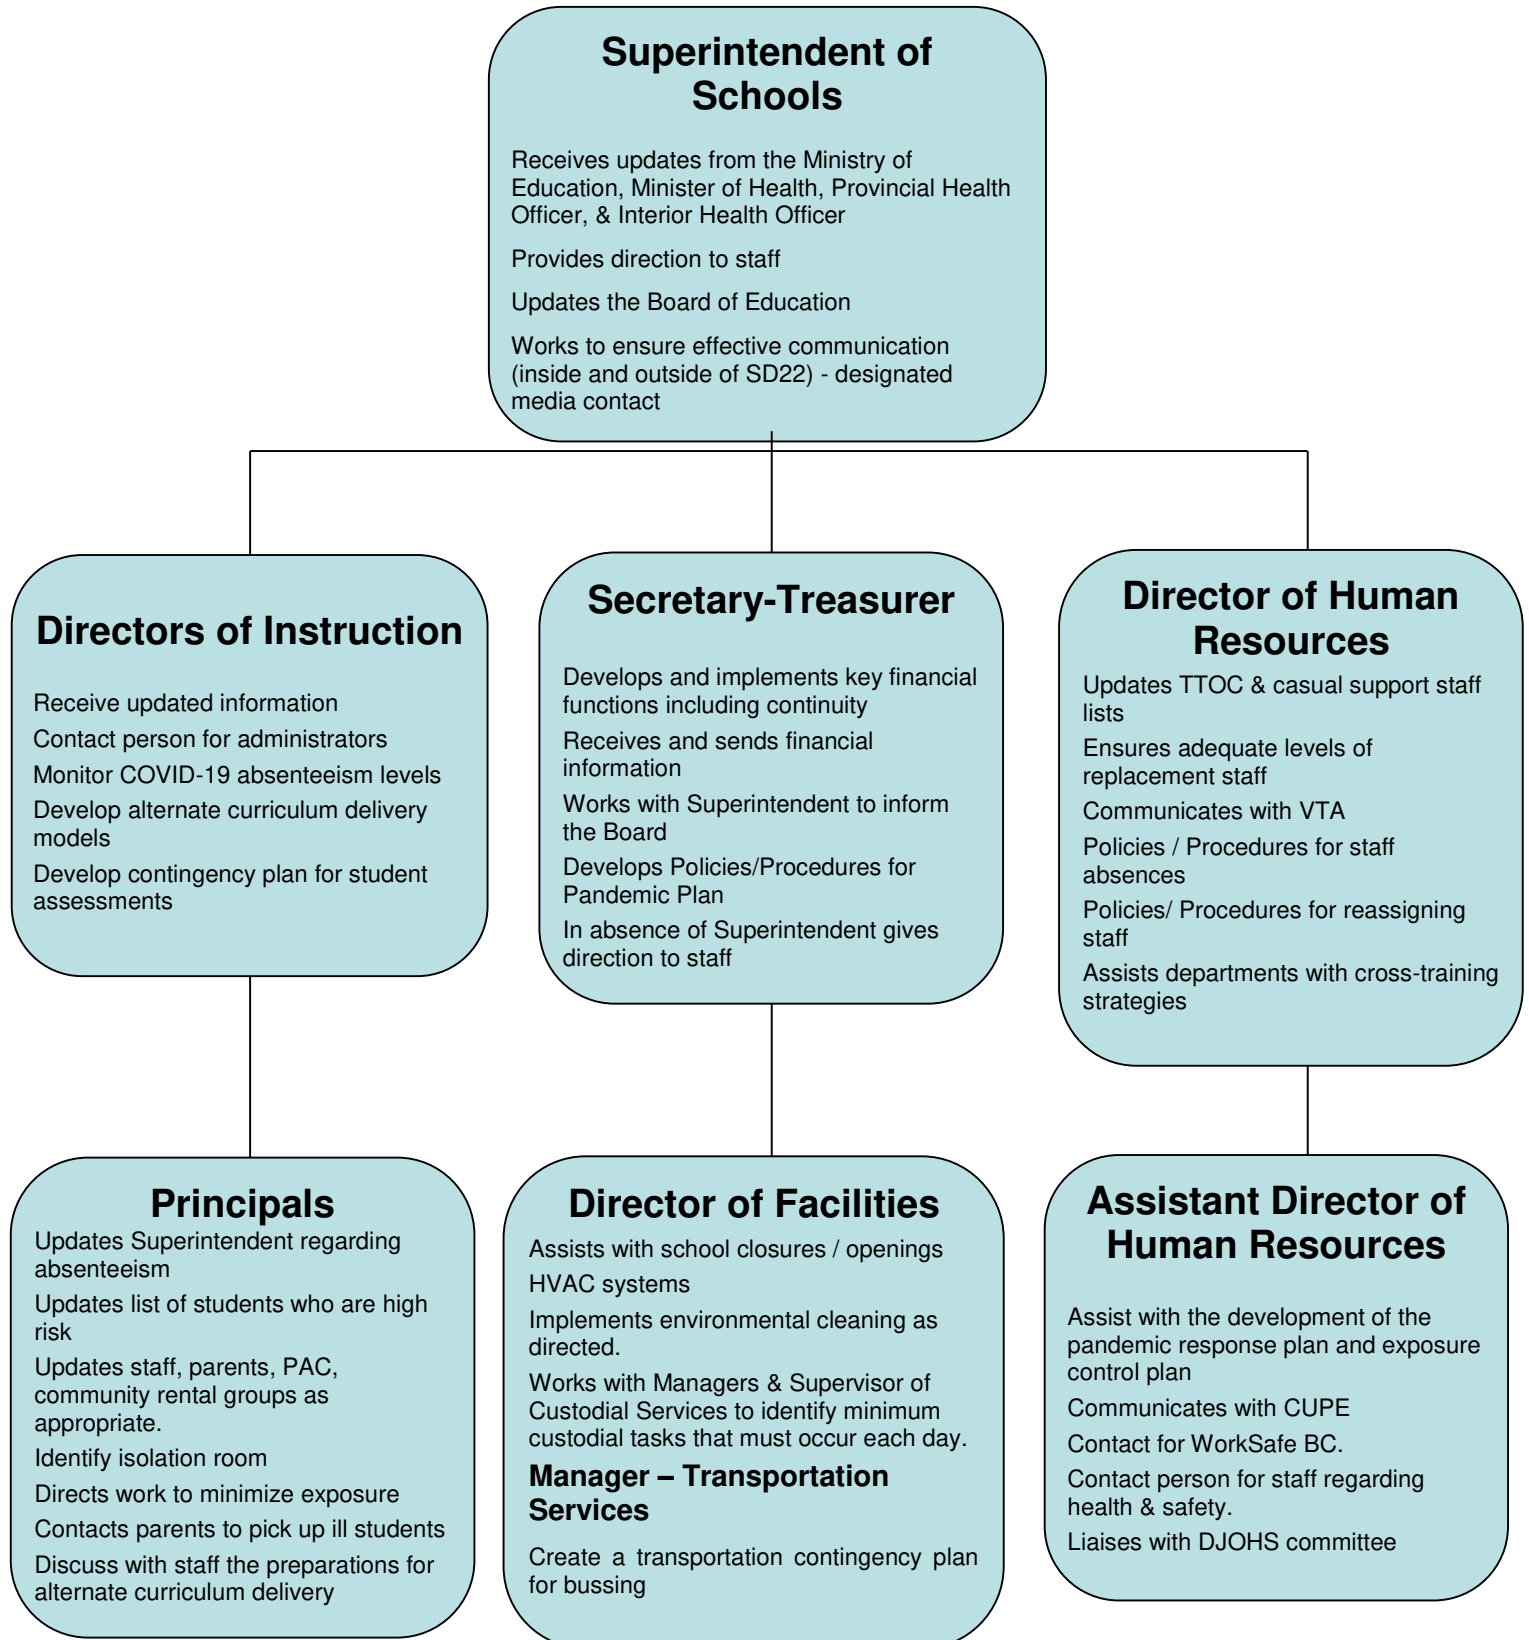 Superintendent of
Schools
Receives updates from the Ministry of
Education, Minister of Health, Provincial Health
Officer, & Interior Health Officer
Provides direction to staff
Updates the Board of Education
Works to ensure effective communication
(inside and outside of SD22) - designated
media contact
Directors of Instruction
Receive updated information
Contact person for administrators
Monitor COVID-19 absenteeism levels
Develop alternate curriculum delivery
models
Develop contingency plan for student
assessments
Secretary-Treasurer
Develops and implements key financial
functions including continuity
Receives and sends financial
information
Works with Superintendent to inform
the Board
Develops Policies/Procedures for
Pandemic Plan
In absence of Superintendent gives
direction to staff
Director of Human
Resources
Updates TTOC & casual support staff
lists
Ensures adequate levels of
replacement staff
Communicates with VTA
Policies / Procedures for staff
absences
Policies/ Procedures for reassigning
staff
Assists departments with cross-training
strategies
Principals
Updates Superintendent regarding
absenteeism
Updates list of students who are high
risk
Updates staff, parents, PAC,
community rental groups as
appropriate.
Identify isolation room
Directs work to minimize exposure
Contacts parents to pick up ill students
Discuss with staff the preparations for
alternate curriculum delivery
Director of Facilities
Assists with school closures / openings
HVAC systems
Implements environmental cleaning as
directed.
Works with Managers & Supervisor of
Custodial Services to identify minimum
custodial tasks that must occur each day.
Manager – Transportation
Services
Create a transportation contingency plan
for bussing
Assistant Director of
Human Resources
Assist with the development of the
pandemic response plan and exposure
control plan
Communicates with CUPE
Contact for WorkSafe BC.
Contact person for staff regarding
health & safety.
Liaises with DJOHS committee